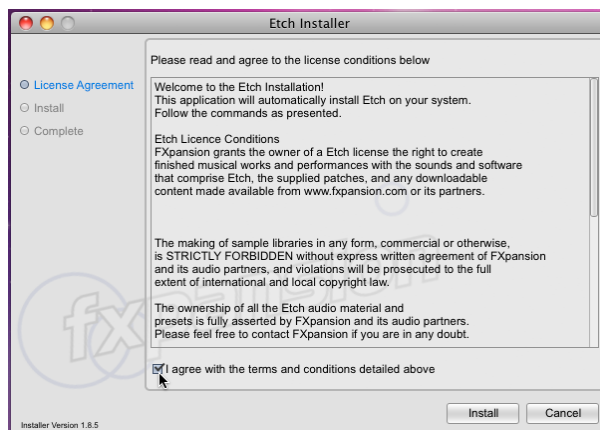 Etch Installer
Please read and agree to the license conditions below
License Agreement
Install
Complete
Welcome to the Etch Installation!
This application will automatically install Etch on your system.
Follow the commands as presented.
Etch Licence Conditions
FXpansion grants the owner of a Etch license the right to create
finished musical works and performances with the sounds and software
that comprise Etch, the supplied patches, and any downloadable
content made available from www.fxpansion.com or its partners.
The making of sample libraries in any form, commercial or otherwise,
is STRICTLY FORBIDDEN without express written agreement of FXpansion
and its audio partners, and violations will be prosecuted to the full
extent of international and local copyright law.
The ownership of all the Etch audio material and
presets is fully asserted by FXpansion and its audio partners.
Please feel free to contact FXpansion if you are in any doubt.
fxpansion
I agree with the terms and conditions detailed above
Install
Cancel
Installer Version 1.8.5